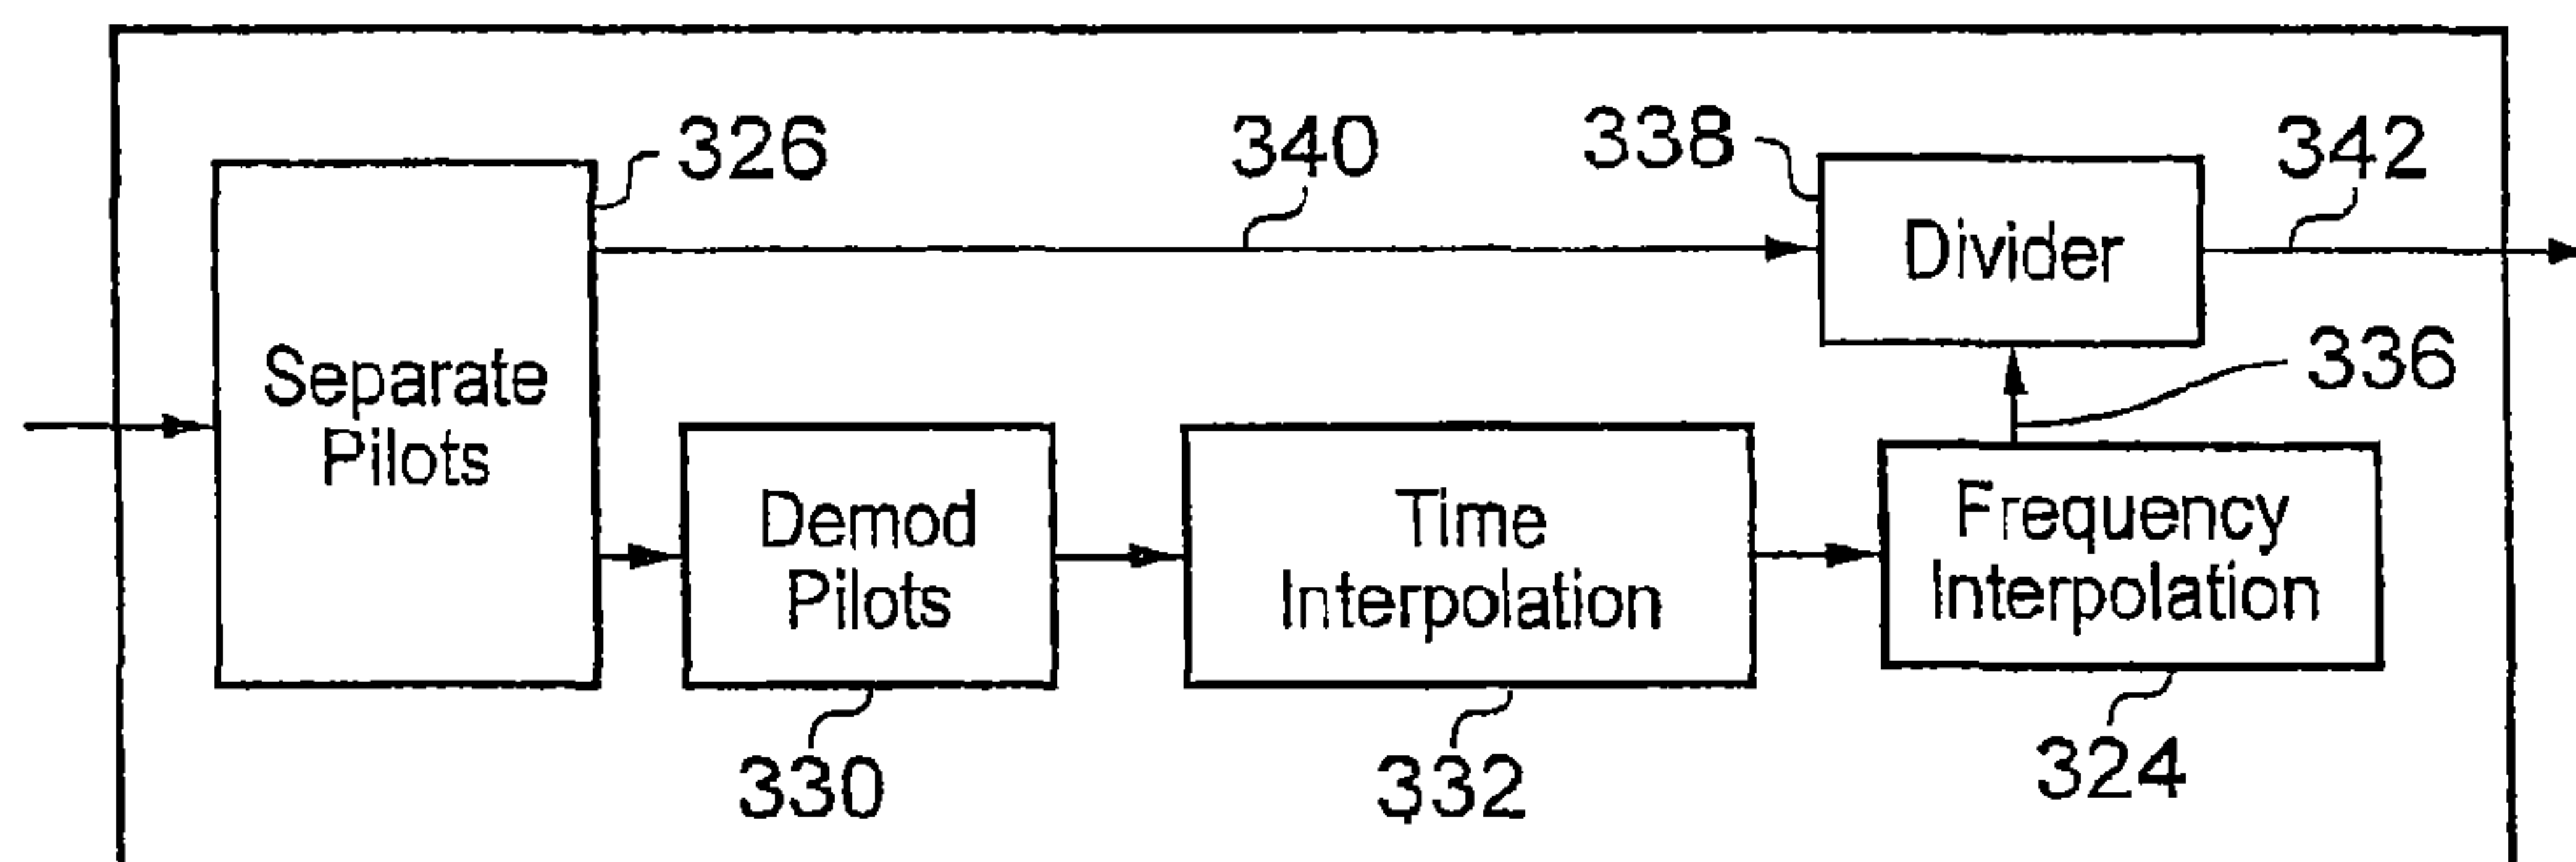 326
340
338
342
Divider
Separate
Pilots
336
Demod
Pilots
Time
Interpolation
Frequency
Interpolation
330
332
324